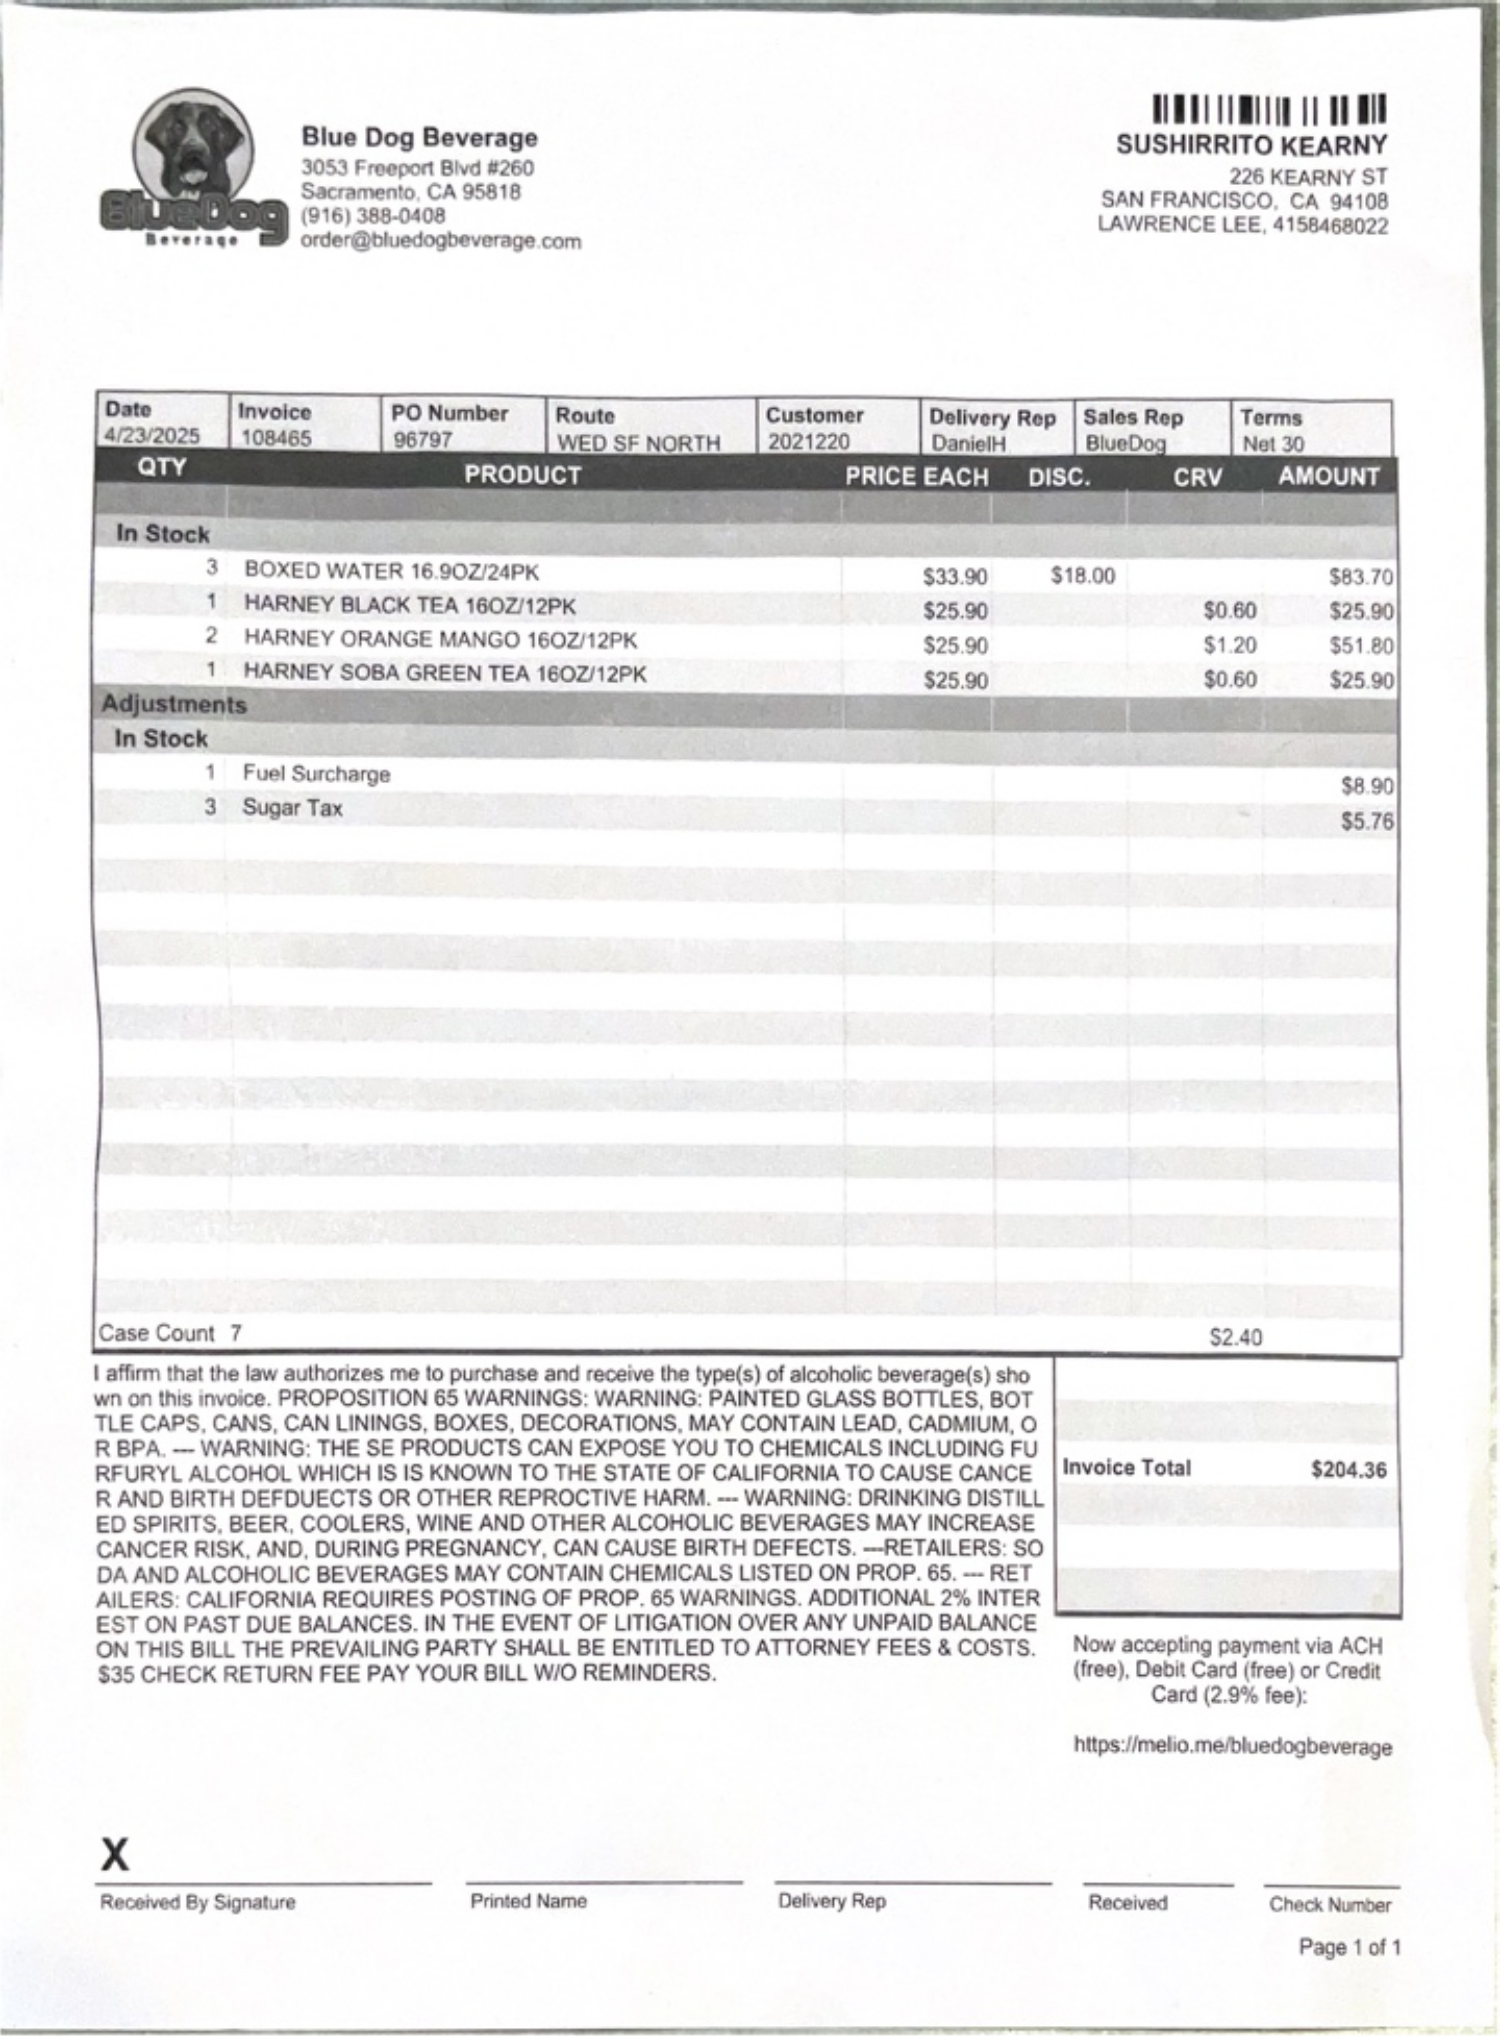 BlueDog
Beverage
Blue Dog Beverage
3053 Freeport Blvd #260
Sacramento, CA 95818
(916) 388-0408
order@bluedogbeverage.com
SUSHIRRITO KEARNY
226 KEARNY ST
SAN FRANCISCO, CA 94108
LAWRENCE LEE, 4158468022
Date Invoice PO Number Route Customer Delivery Rep Sales Rep Terms
4/23/2025 108465 96797 WED SF NORTH 2021220 DanielH BlueDog Net 30
QTY PRODUCT PRICE EACH DISC. CRV AMOUNT
In Stock
3 BOXED WATER 16.9OZ/24PK $33.90 $18.00 $83.70
1 HARNEY BLACK TEA 16OZ/12PK $25.90 $0.60 $25.90
2 HARNEY ORANGE MANGO 16OZ/12PK $25.90 $1.20 $51.80
1 HARNEY SOBA GREEN TEA 16OZ/12PK $25.90 $0.60 $25.90
Adjustments
In Stock
1 Fuel Surcharge $8.90
3 Sugar Tax $5.76
Case Count 7 $2.40
I affirm that the law authorizes me to purchase and receive the type(s) of alcoholic beverage(s) sho
wn on this invoice. PROPOSITION 65 WARNINGS: WARNING: PAINTED GLASS BOTTLES, BOT
TLE CAPS, CANS, CAN LININGS, BOXES, DECORATIONS, MAY CONTAIN LEAD, CADMIUM, O
R BPA. --- WARNING: THE SE PRODUCTS CAN EXPOSE YOU TO CHEMICALS INCLUDING FU
RFURYL ALCOHOL WHICH IS IS KNOWN TO THE STATE OF CALIFORNIA TO CAUSE CANCE
R AND BIRTH DEFDUECTS OR OTHER REPROCTIVE HARM. --- WARNING: DRINKING DISTILL
ED SPIRITS, BEER, COOLERS, WINE AND OTHER ALCOHOLIC BEVERAGES MAY INCREASE
CANCER RISK, AND, DURING PREGNANCY, CAN CAUSE BIRTH DEFECTS. ---RETAILERS: SO
DA AND ALCOHOLIC BEVERAGES MAY CONTAIN CHEMICALS LISTED ON PROP. 65. --- RET
AILERS: CALIFORNIA REQUIRES POSTING OF PROP. 65 WARNINGS. ADDITIONAL 2% INTER
EST ON PAST DUE BALANCES. IN THE EVENT OF LITIGATION OVER ANY UNPAID BALANCE
ON THIS BILL THE PREVAILING PARTY SHALL BE ENTITLED TO ATTORNEY FEES & COSTS.
$35 CHECK RETURN FEE PAY YOUR BILL W/O REMINDERS.
Invoice Total $204.36
Now accepting payment via ACH
(free), Debit Card (free) or Credit
Card (2.9% fee):
https://melio.me/bluedogbeverage
X
Received By Signature Printed Name Delivery Rep Received Check Number
Page 1 of 1